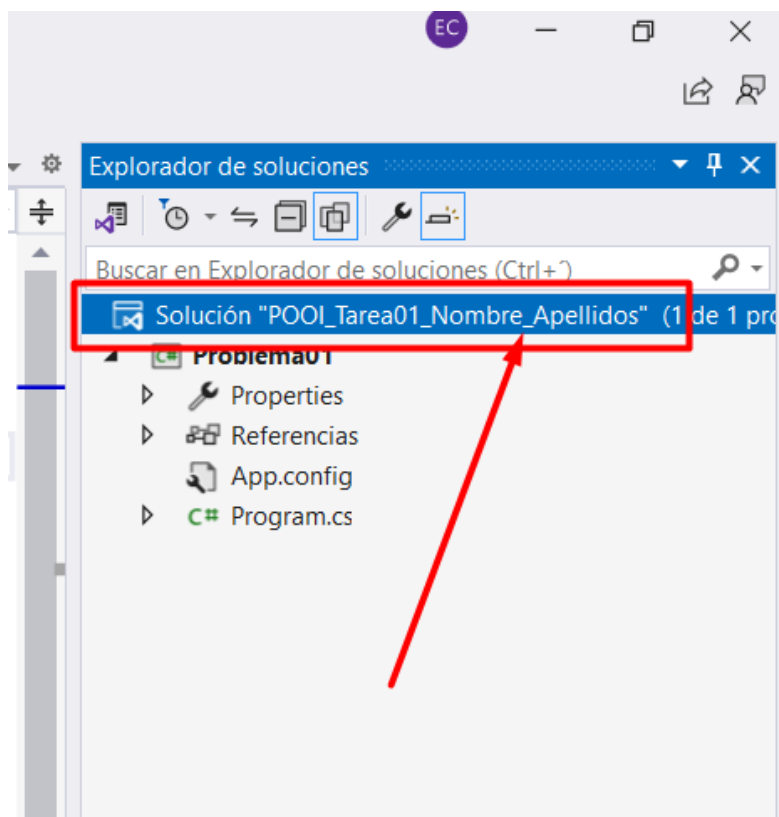 EC
Explorador de soluciones
Buscar en Explorador de soluciones (Ctrl+´)
Solución "POOI_Tarea01_Nombre_Apellidos" (1 de 1 pro
C# Problema01
Properties
Referencias
App.config
C# Program.cs